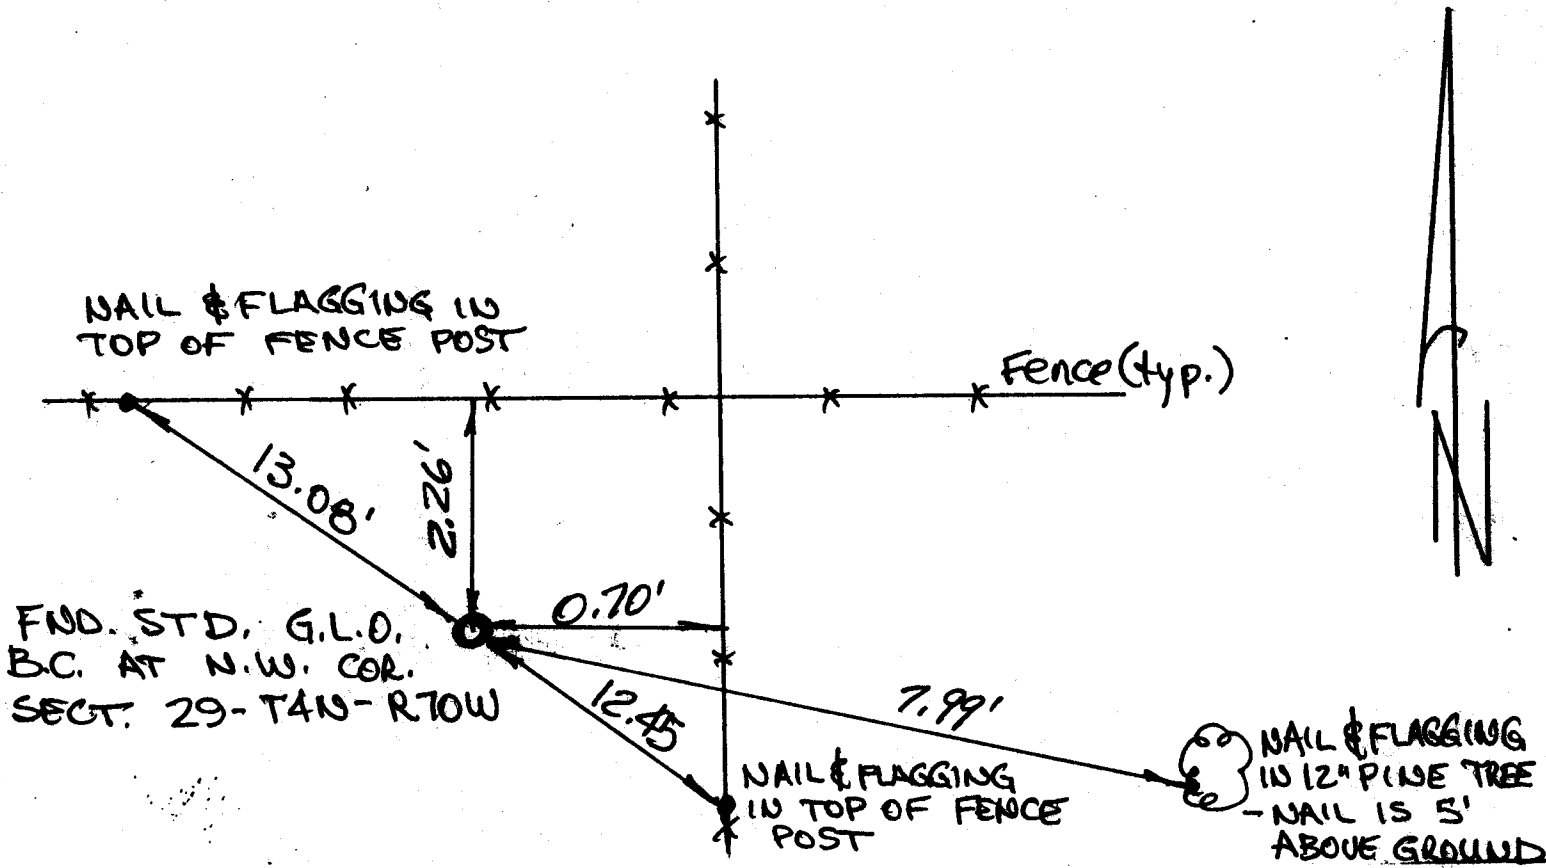 NAIL & FLAGGING IN
TOP OF FENCE POST
Fence (typ.)
13.08'
2.26'
FND. STD. G.L.O.
B.C. AT N.W. COR.
SECT. 29-T4N-R70W
0.70'
12.45
7.99'
NAIL & FLAGGING
IN TOP OF FENCE
POST
NAIL & FLAGGING
IN 12" PINE TREE
- NAIL IS 5'
ABOVE GROUND
N